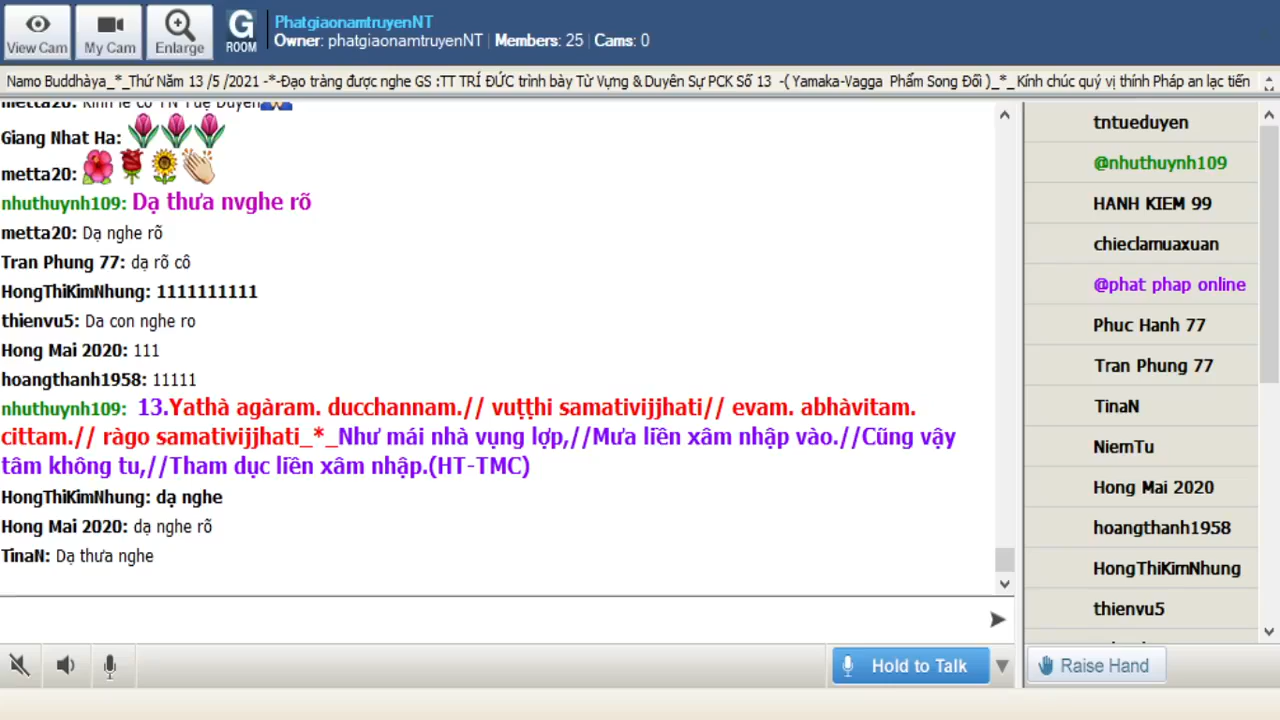 View Cam
My Cam
Enlarge
G
ROOM
PhatgiaonamtruyenNT
Owner: phatgiaonamtruyenNT | Members: 25 | Cams: 0
Namo Buddhàya_*_Thứ Năm 13 /5 /2021 -*-Đạo tràng được nghe GS :TT TRÍ ĐỨC trình bày Từ Vựng & Duyên Sự PCK Số 13 -( Yamaka-Vagga Phẩm Song Đối )_*_ Kính chúc quý vị thính Pháp an lạc tiến
metta20: Kính lễ cô TN Tuệ Duyên
Giang Nhat Ha:
metta20:
nhuthuynh109: Dạ thưa nvghe rõ
metta20: Dạ nghe rõ
Tran Phung 77: dạ rõ cô
HongThiKimNhung: 1111111111
thienvu5: Da con nghe ro
Hong Mai 2020: 111
hoangthanh1958: 11111
nhuthuynh109: 13.Yathà agàram. ducchannam.// vuṭṭhi samativijjhati// evam. abhàvitam.
cittam.// ràgo samativijjhati_*_Như mái nhà vụng lợp,//Mưa liền xâm nhập vào.//Cũng vậy
tâm không tu,//Tham dục liền xâm nhập.(HT-TMC)
HongThiKimNhung: dạ nghe
Hong Mai 2020: dạ nghe rõ
TinaN: Dạ thưa nghe
tntueduyen
@nhuthuynh109
HANH KIEM 99
chieclamuaxuan
@phat phap online
Phuc Hanh 77
Tran Phung 77
TinaN
NiemTu
Hong Mai 2020
hoangthanh1958
HongThiKimNhung
thienvu5
Hold to Talk
Raise Hand